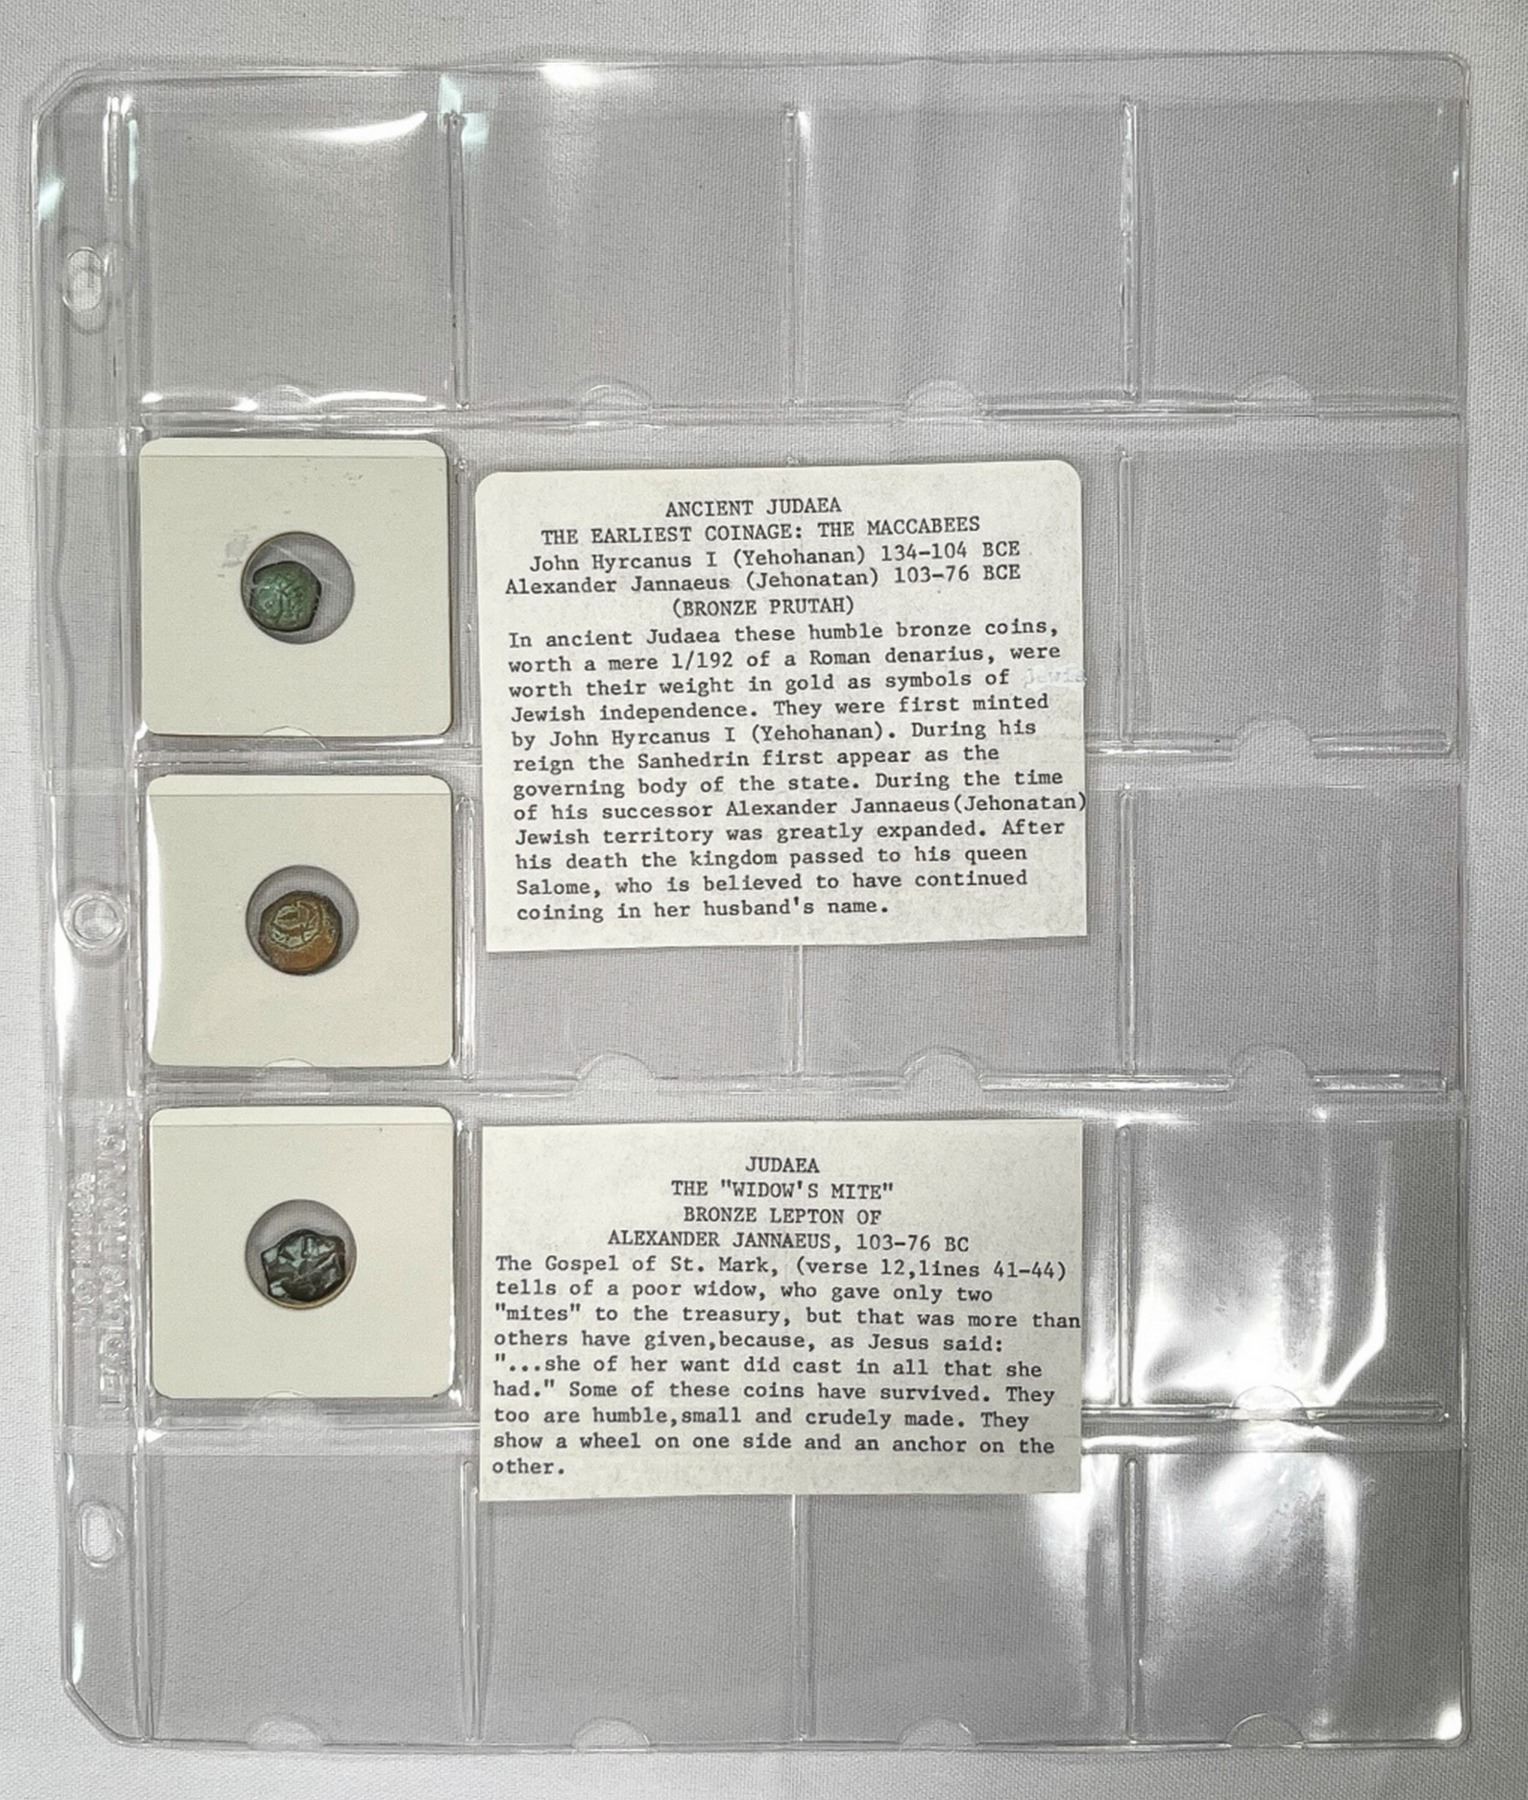 ANCIENT JUDAEA
THE EARLIEST COINAGE: THE MACCABEES
John Hyrcanus I (Yehohanan) 134-104 BCE
Alexander Jannaeus (Jehonatan) 103-76 BCE
(BRONZE PRUTAH)
In ancient Judaea these humble bronze coins,
worth a mere 1/192 of a Roman denarius, were
worth their weight in gold as symbols of
Jewish independence. They were first minted
by John Hyrcanus I (Yehohanan). During his
reign the Sanhedrin first appear as the
governing body of the state. During the time
of his successor Alexander Jannaeus(Jehonatan)
Jewish territory was greatly expanded. After
his death the kingdom passed to his queen
Salome, who is believed to have continued
coining in her husband's name.
JUDAEA
THE "WIDOW'S MITE"
BRONZE LEPTON OF
ALEXANDER JANNAEUS, 103-76 BC
The Gospel of St. Mark, (verse 12,lines 41-44)
tells of a poor widow, who gave only two
"mites" to the treasury, but that was more than
others have given,because, as Jesus said:
"...she of her want did cast in all that she
had." Some of these coins have survived. They
too are humble,small and crudely made. They
show a wheel on one side and an anchor on the
other.